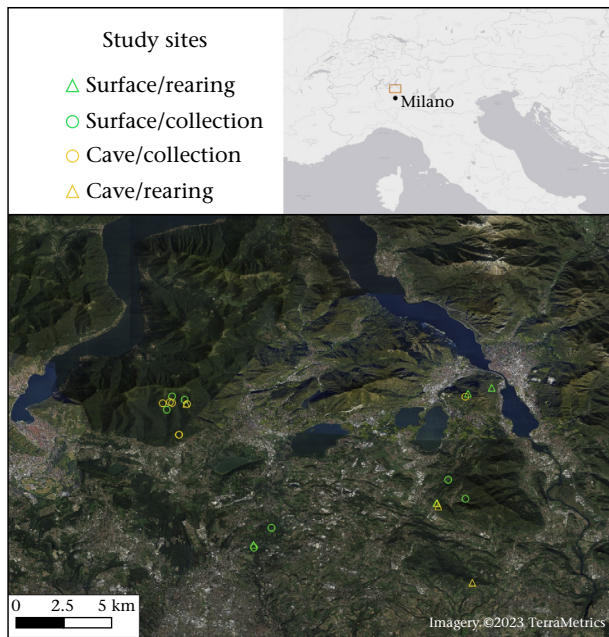 Study sites
Surface/rearing
Surface/collection
Cave/collection
Cave/rearing
Milano
0 2.5 5 km
Imagery ©2023 TerraMetrics